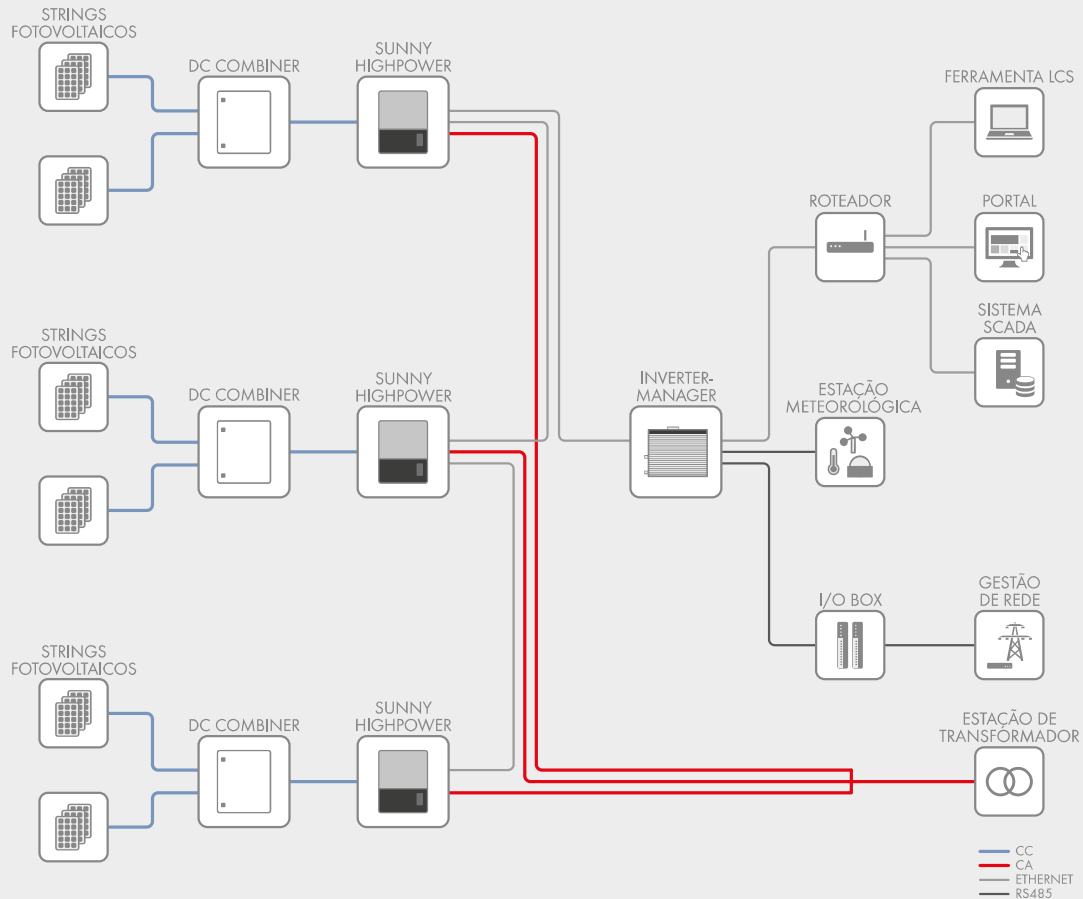 STRINGS
FOTOVOLTAICOS
DC COMBINER
SUNNY
HIGHPOWER
FERRAMENTA LCS
ROTEADOR
PORTAL
SISTEMA
SCADA
STRINGS
FOTOVOLTAICOS
DC COMBINER
SUNNY
HIGHPOWER
INVERTER-
MANAGER
ESTAÇÃO
METEOROLÓGICA
I/O BOX
GESTÃO
DE REDE
STRINGS
FOTOVOLTAICOS
DC COMBINER
SUNNY
HIGHPOWER
ESTAÇÃO DE
TRANSFORMADOR
CC
CA
ETHERNET
RS485